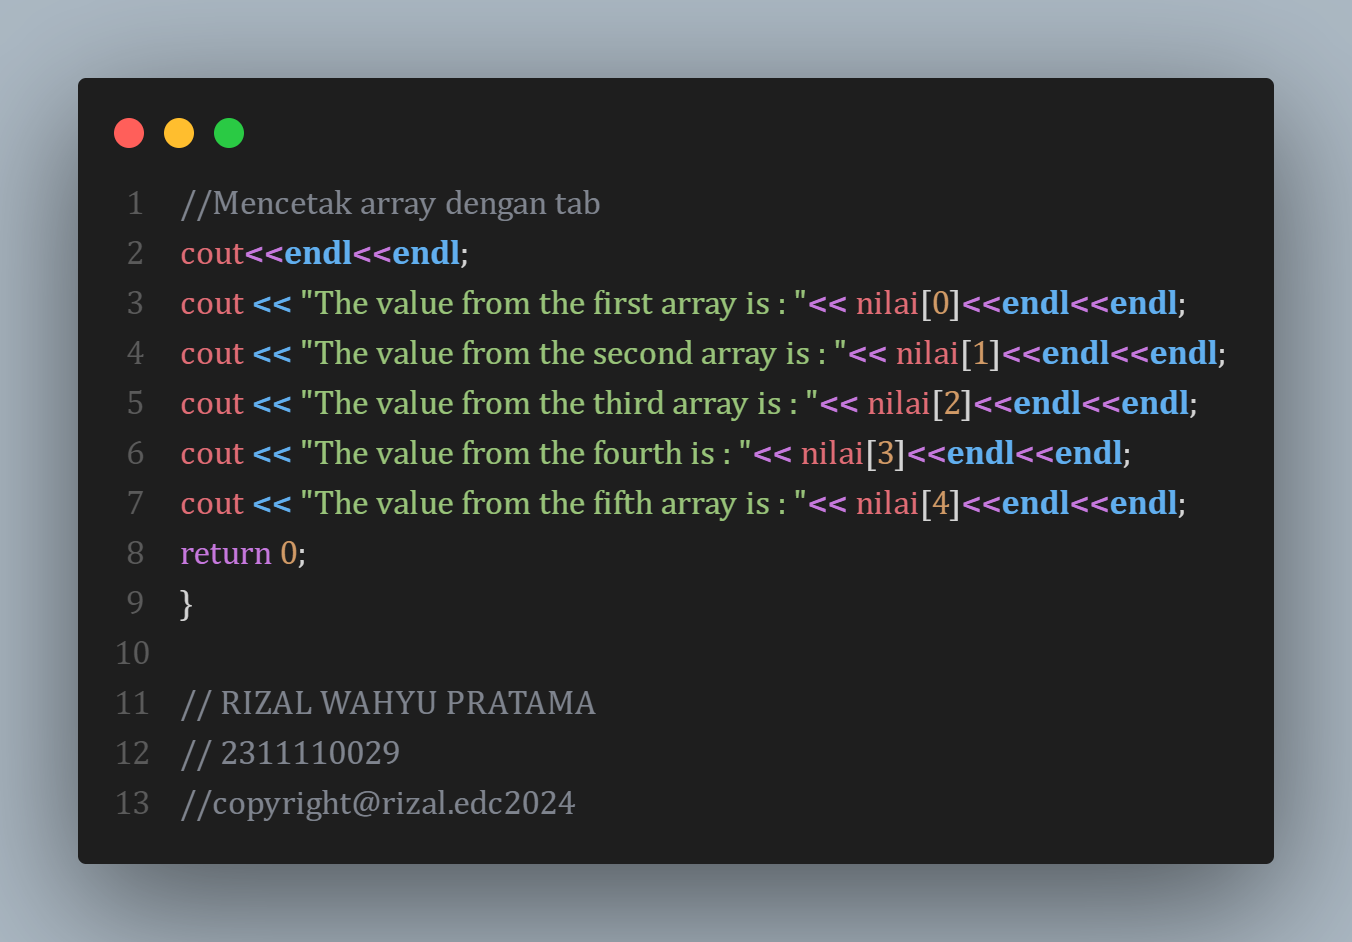 1 //Mencetak array dengan tab
2 cout<<endl<<endl;
3 cout << "The value from the first array is : "<< nilai[0]<<endl<<endl;
4 cout << "The value from the second array is : "<< nilai[1]<<endl<<endl;
5 cout << "The value from the third array is : "<< nilai[2]<<endl<<endl;
6 cout << "The value from the fourth is : "<< nilai[3]<<endl<<endl;
7 cout << "The value from the fifth array is : "<< nilai[4]<<endl<<endl;
8 return 0;
9 }
10
11 // RIZAL WAHYU PRATAMA
12 // 2311110029
13 //copyright@rizal.edc2024